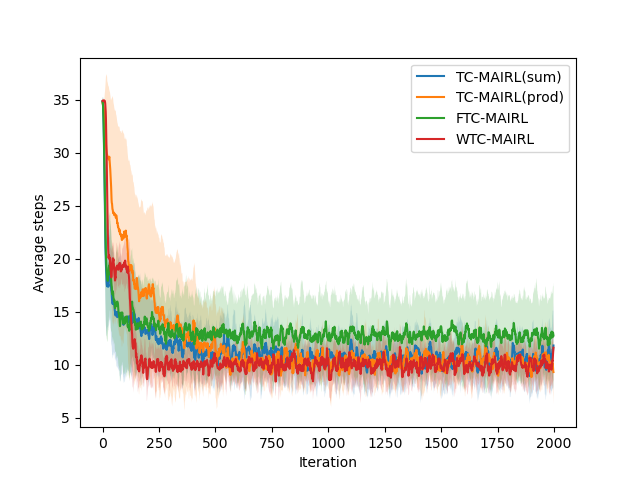 TC-MAIRL(sum)
TC-MAIRL(prod)
FTC-MAIRL
WTC-MAIRL
Average steps
35
30
25
20
15
10
5
0 250 500 750 1000 1250 1500 1750 2000
Iteration